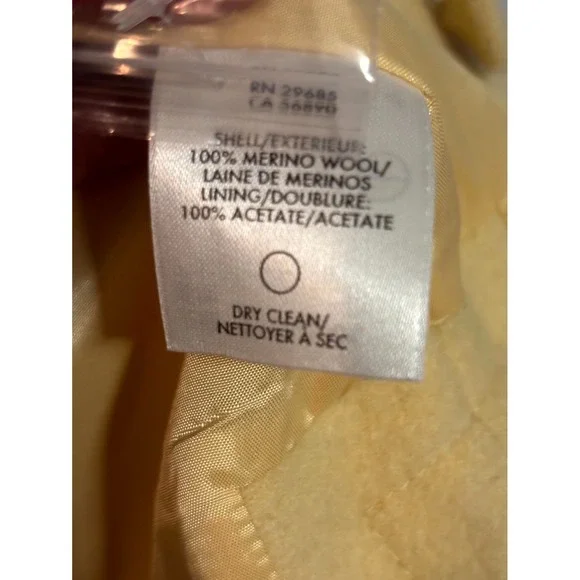 RN 29685
CA 56890
SHELL/EXTERIEUR:
100% MERINO WOOL/
LAINE DE MERINOS
LINING/DOUBLURE:
100% ACETATE/ACETATE
DRY CLEAN/
NETTOYER À SEC